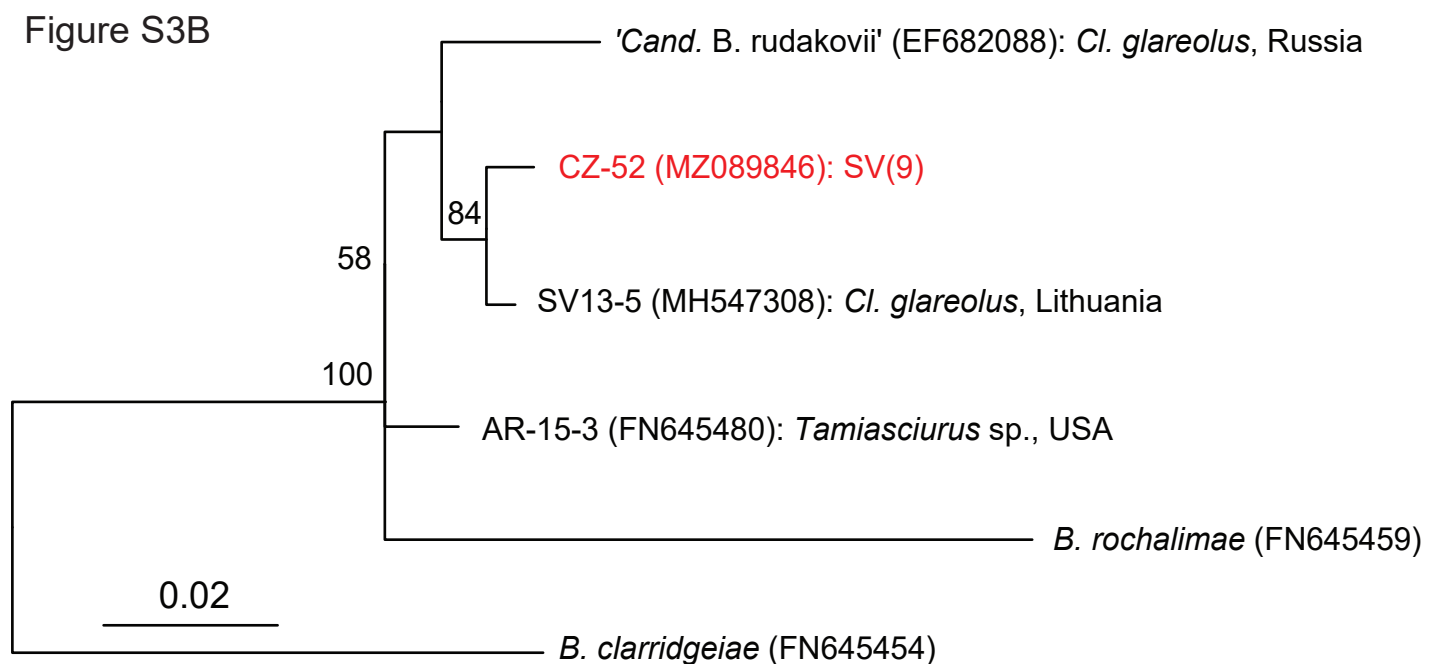 Figure S3B
'Cand. B. rudakovii' (EF682088): Cl. glareolus, Russia
CZ-52 (MZ089846): SV(9)
84
58
SV13-5 (MH547308): Cl. glareolus, Lithuania
100
AR-15-3 (FN645480): Tamiasciurus sp., USA
B. rochalimae (FN645459)
0.02
B. clarridgeiae (FN645454)